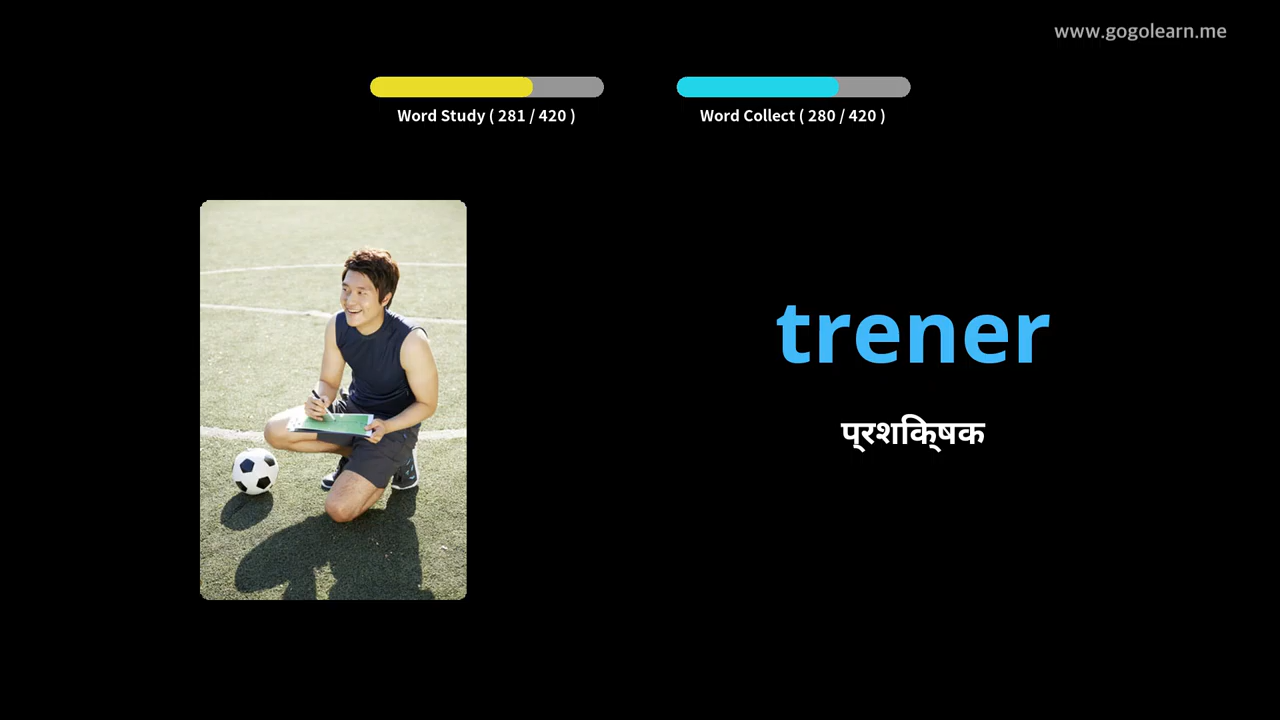 www.gogolearn.me
Word Study ( 281 / 420 )
Word Collect ( 280 / 420 )
trener
प्रशिक्षक